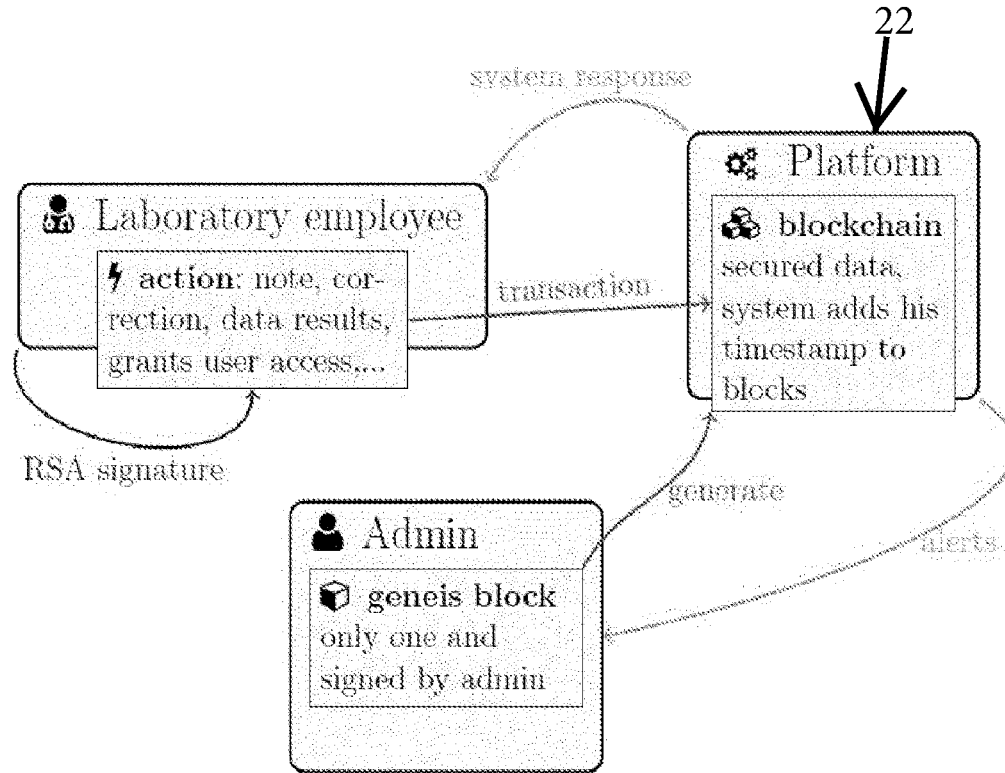 22
system response
Platform
blockchain
secured data,
system adds his
timestamp to
blocks
Laboratory employee
action: note, cor-
rection, data results,
grants user access,...
transaction
RSA signature
generate
alerts
Admin
geneis block
only one and
signed by admin